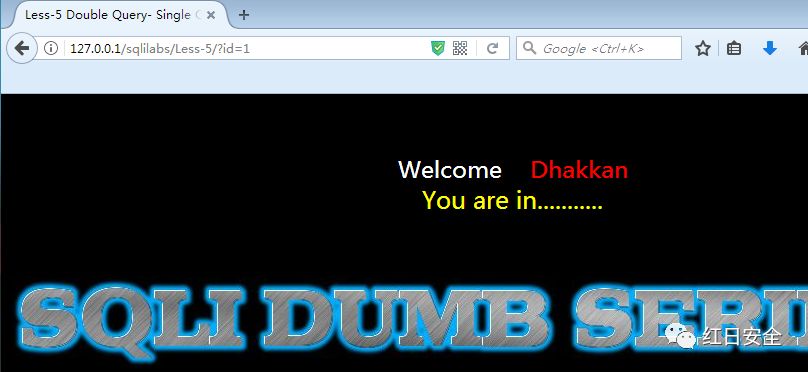 Less-5 Double Query- Single
127.0.0.1/sqlilabs/Less-5/?id=1
Google <Ctrl+K>
Welcome Dhakkan
You are in...........
SQLI DUMB SERI
红日安全